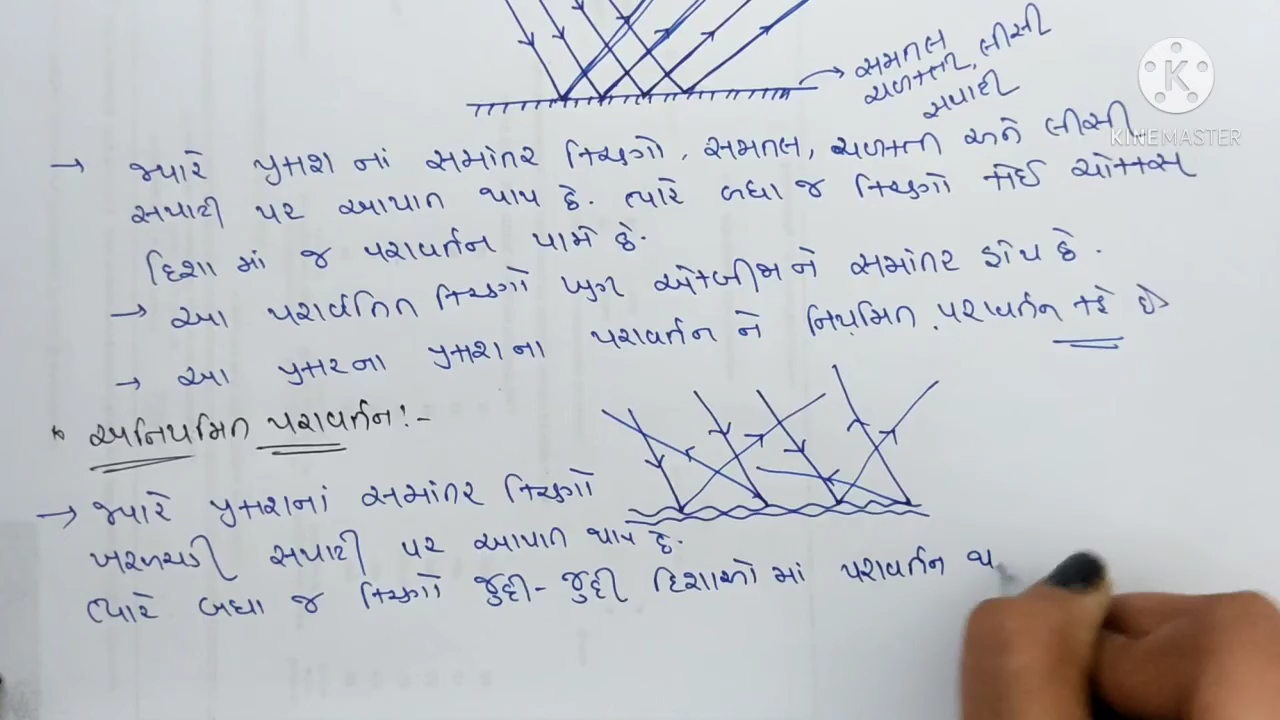 સમતલ
ચળકતી, લીસી
સપાટી
K
KINEMASTER
→ જ્યારે પ્રકાશ નાં સમાંતર કિરણો, સમતલ, ચળકતી અને લીસી
સપાટી પર આપાત થાય છે. ત્યારે બધા જ કિરણો કોઈ ચોક્કસ
દિશા માં જ પરાવર્તન પામે છે.
→ આ પરાવર્તિત કિરણો પણ એકબીજાને સમાંતર હોય છે.
→ આ પ્રકારના પ્રકાશના પરાવર્તન ને નિયમિત પરાવર્તન કહે છે
* અનિયમિત પરાવર્તન:-
→ જ્યારે પ્રકાશનાં સમાંતર કિરણો
ખરબચડી સપાટી પર આપાત થાય છે.
ત્યારે બધા જ કિરણો જુદી-જુદી દિશાઓ માં પરાવર્તન થ